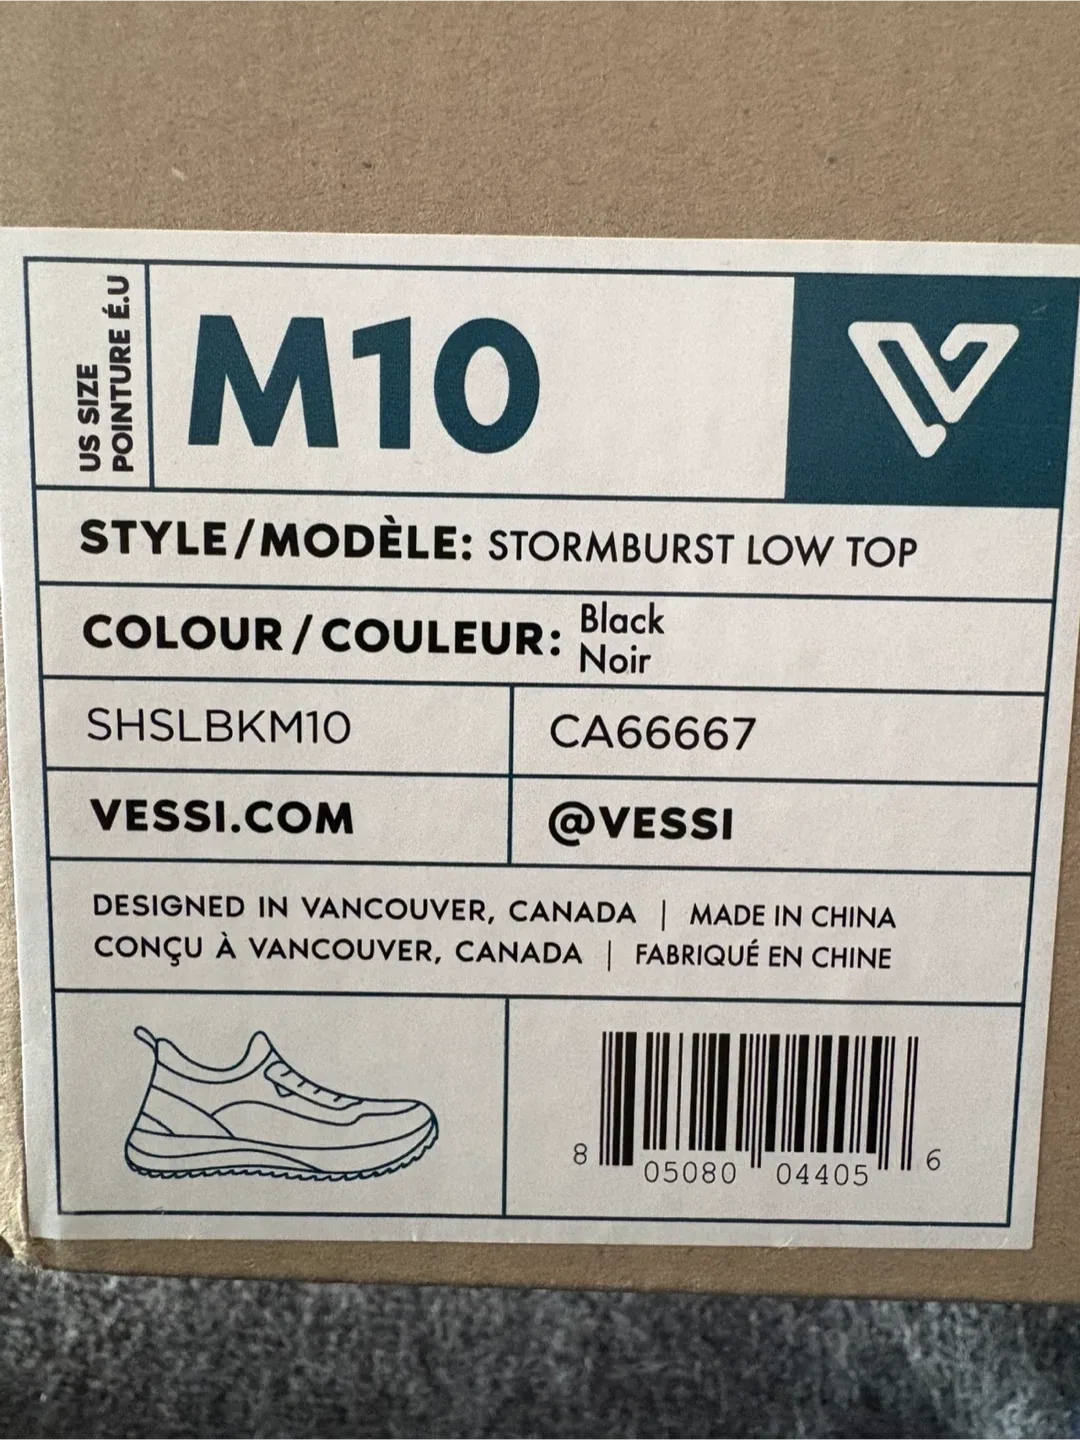 US SIZE
POINTURE É.U
M10
STYLE/MODÈLE: STORMBURST LOW TOP
COLOUR/COULEUR: Black
Noir
SHSLBKM10
CA66667
VESSI.COM
@VESSI
DESIGNED IN VANCOUVER, CANADA | MADE IN CHINA
CONÇU À VANCOUVER, CANADA | FABRIQUÉ EN CHINE
8 05080 04405 6